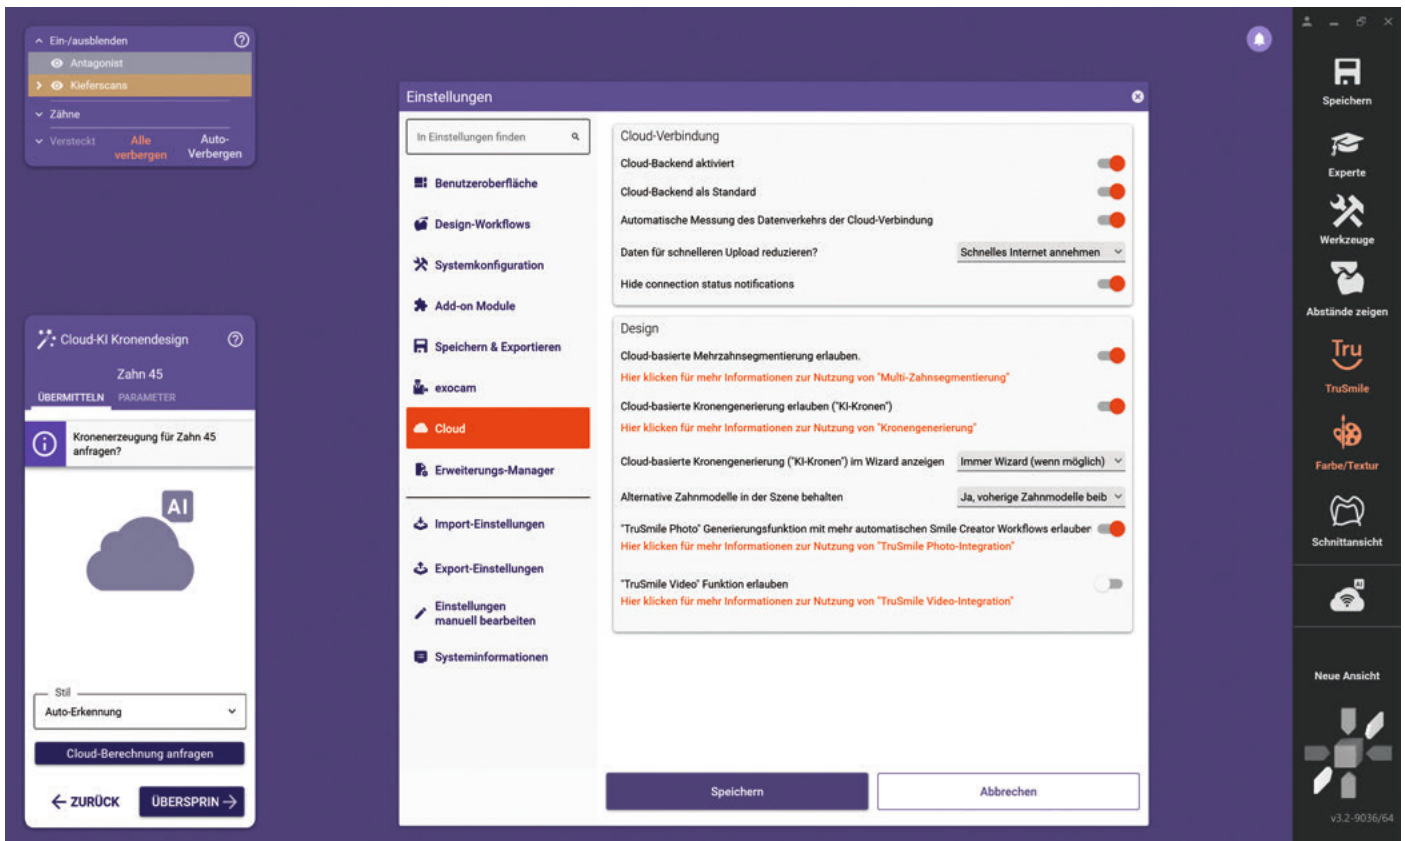 Ein-/ausblenden
Antagonist
Kieferscans
Zähne
Versteckt
Alle verbergen
Auto-Verbergen
Cloud-KI Kronendesign
Zahn 45
ÜBERMITTELN PARAMETER
Kronenerzeugung für Zahn 45
anfragen?
AI
Stil
Auto-Erkennung
Cloud-Berechnung anfragen
ZURÜCK
ÜBERSPRIN
Einstellungen
In Einstellungen finden
Benutzeroberfläche
Design-Workflows
Systemkonfiguration
Add-on Module
Speichern & Exportieren
exocam
Cloud
Erweiterungs-Manager
Import-Einstellungen
Export-Einstellungen
Einstellungen
manuell bearbeiten
Systeminformationen
Cloud-Verbindung
Cloud-Backend aktiviert
Cloud-Backend als Standard
Automatische Messung des Datenverkehrs der Cloud-Verbindung
Daten für schnelleren Upload reduzieren? Schnelles Internet annehmen
Hide connection status notifications
Design
Cloud-basierte Mehrzahnsegmentierung erlauben.
Hier klicken für mehr Informationen zur Nutzung von "Multi-Zahnsegmentierung"
Cloud-basierte Kronengenerierung erlauben ("KI-Kronen")
Hier klicken für mehr Informationen zur Nutzung von "Kronengenerierung"
Cloud-basierte Kronengenerierung ("KI-Kronen") im Wizard anzeigen Immer Wizard (wenn möglich)
Alternative Zahnmodelle in der Szene behalten Ja, voherige Zahnmodelle beib
"TruSmile Photo" Generierungsfunktion mit mehr automatischen Smile Creator Workflows erlauber
Hier klicken für mehr Informationen zur Nutzung von "TruSmile Photo-Integration"
"TruSmile Video" Funktion erlauben
Hier klicken für mehr Informationen zur Nutzung von "TruSmile Video-Integration"
Speichern
Abbrechen
Speichern
Experte
Werkzeuge
Abstände zeigen
Tru
TruSmile
Farbe/Textur
Schnittansicht
AI
Neue Ansicht
v3.2-9036/64